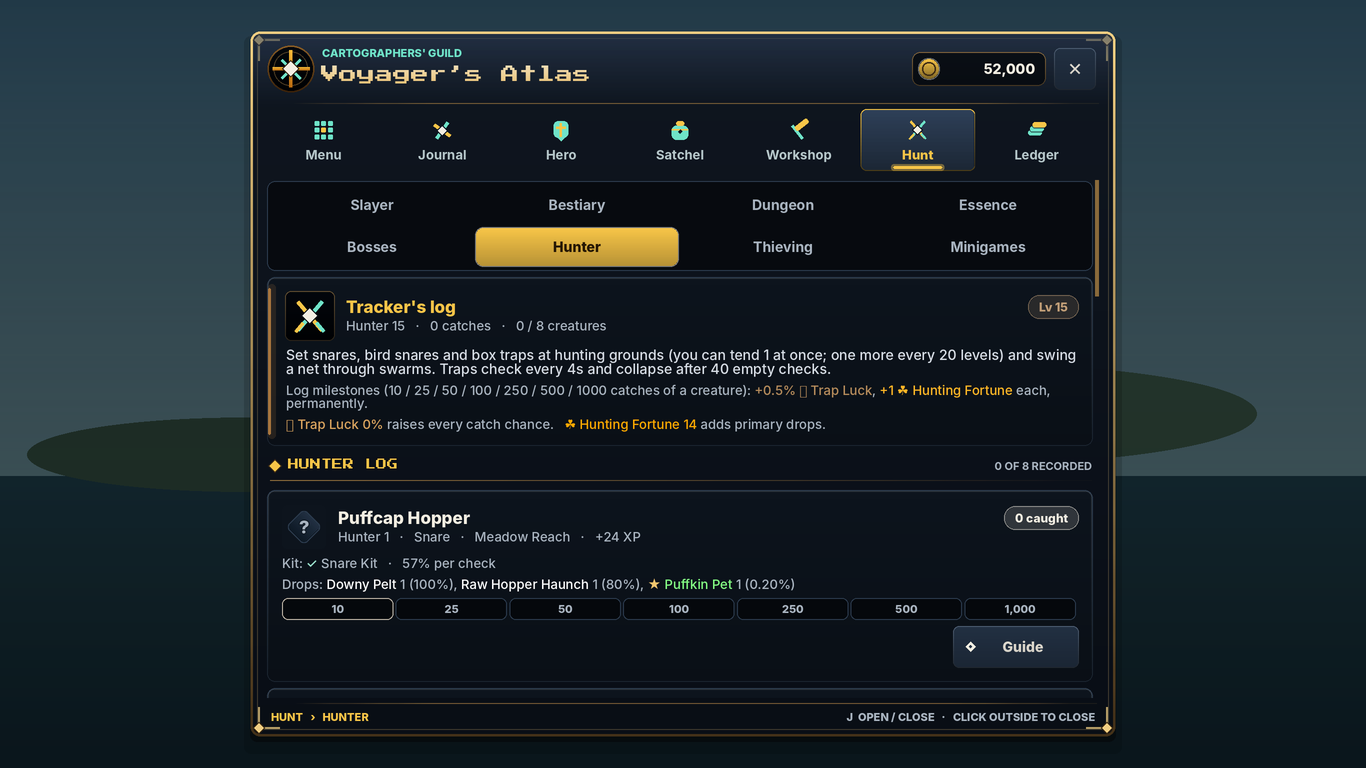 CARTOGRAPHERS' GUILD
Voyager's Atlas
52,000
Menu
Journal
Hero
Satchel
Workshop
Hunt
Ledger
Slayer
Bestiary
Dungeon
Essence
Bosses
Hunter
Thieving
Minigames
Tracker's log
Hunter 15 · 0 catches · 0 / 8 creatures
Lv 15
Set snares, bird snares and box traps at hunting grounds (you can tend 1 at once; one more every 20 levels) and swing
a net through swarms. Traps check every 4s and collapse after 40 empty checks.
Log milestones (10 / 25 / 50 / 100 / 250 / 500 / 1000 catches of a creature): +0.5% Trap Luck, +1 ☘ Hunting Fortune each,
permanently.
Trap Luck 0% raises every catch chance. ☘ Hunting Fortune 14 adds primary drops.
HUNTER LOG
0 OF 8 RECORDED
?
Puffcap Hopper
Hunter 1 · Snare · Meadow Reach · +24 XP
0 caught
Kit: ✓ Snare Kit · 57% per check
Drops: Downy Pelt 1 (100%), Raw Hopper Haunch 1 (80%), ★ Puffkin Pet 1 (0.20%)
10
25
50
100
250
500
1,000
Guide
HUNT › HUNTER
J OPEN / CLOSE · CLICK OUTSIDE TO CLOSE